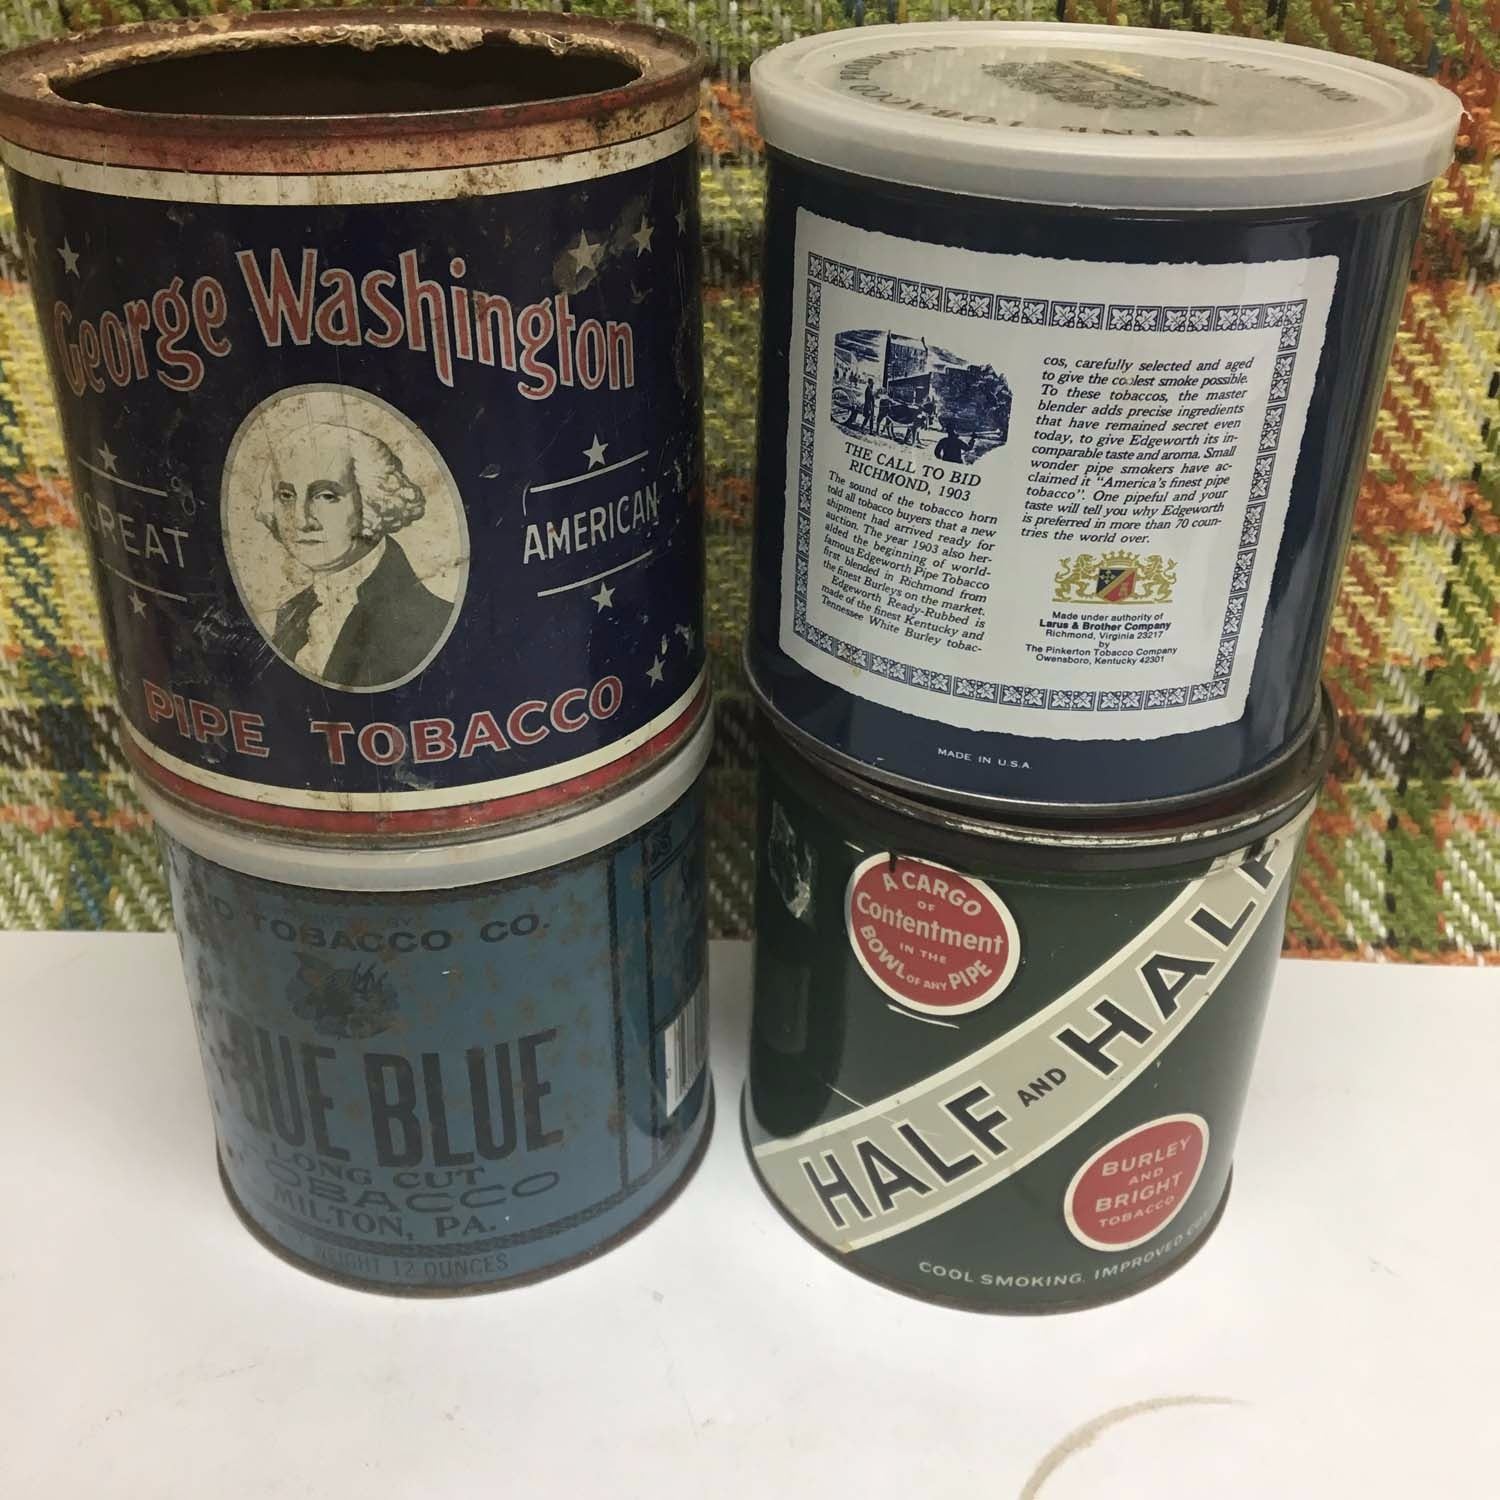 George Washington
GREAT
AMERICAN
PIPE TOBACCO
TOBACCO PRODUCTS
FINE
THE CALL TO BID
RICHMOND, 1903
The sound of the tobacco horn
told all tobacco buyers that a new
shipment had arrived ready for
auction. The year 1903 also her-
alded the beginning of world-
famous Edgeworth Pipe Tobacco
first blended in Richmond from
the finest Burleys on the market.
Edgeworth Ready-Rubbed is
made of the finest Kentucky and
Tennessee White Burley tobac-
cos, carefully selected and aged
to give the coolest smoke possible.
To these tobaccos, the master
blender adds precise ingredients
that have remained secret even
today, to give Edgeworth its in-
comparable taste and aroma. Small
wonder pipe smokers have ac-
claimed it "America's finest pipe
tobacco". One pipeful and your
taste will tell you why Edgeworth
is preferred in more than 70 coun-
tries the world over.
Made under authority of
Larus & Brother Company
Richmond, Virginia 23217
by
The Pinkerton Tobacco Company
Owensboro, Kentucky 42301
MADE IN U.S.A.
TOBACCO CO.
BLUE
LONG CUT
TOBACCO
MILTON, PA.
WEIGHT 12 OUNCES
A CARGO
OF
Contentment
IN THE
BOWL OF ANY PIPE
HALF AND HALF
BURLEY
AND
BRIGHT
TOBACCO
COOL SMOKING. IMPROVED